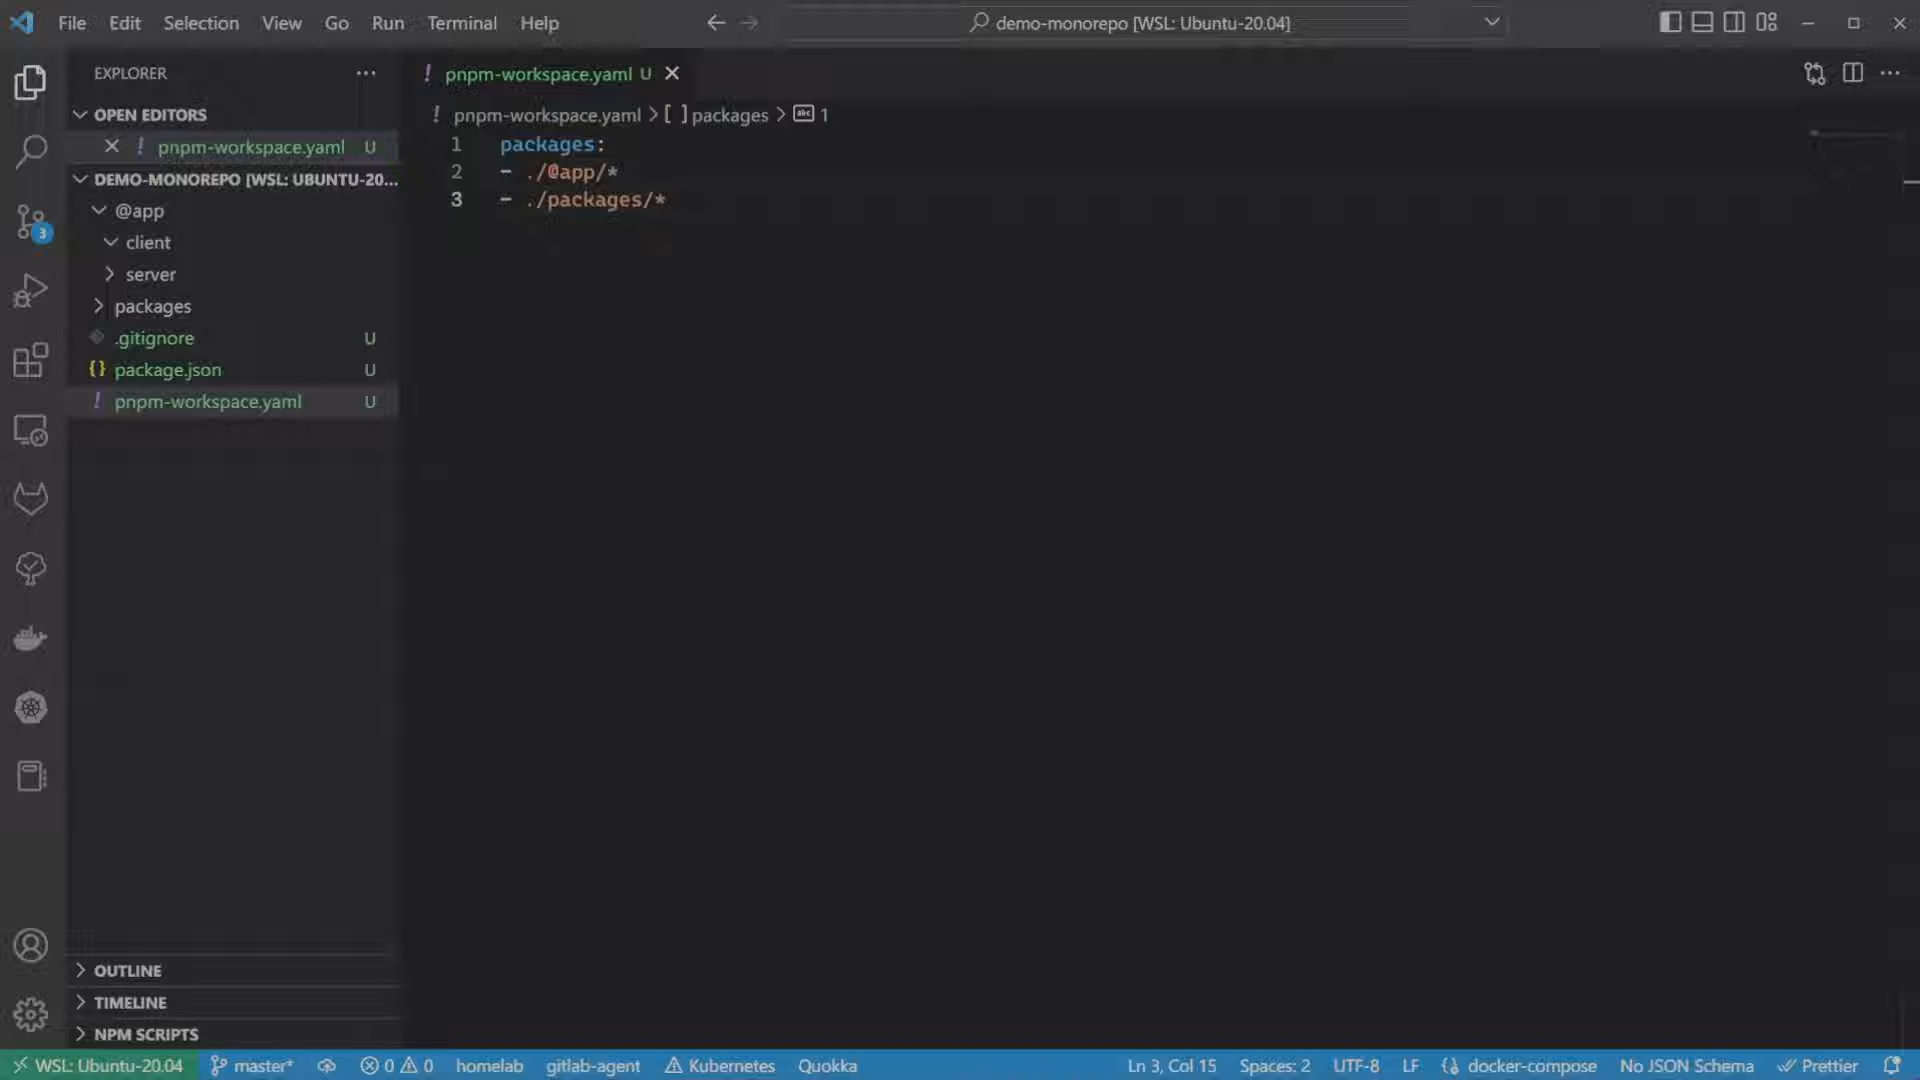 File Edit Selection View Go Run Terminal Help
demo-monorepo [WSL: Ubuntu-20.04]
EXPLORER
OPEN EDITORS
! pnpm-workspace.yaml U
DEMO-MONOREPO [WSL: UBUNTU-20...
@app
client
server
packages
.gitignore U
{} package.json U
! pnpm-workspace.yaml U
OUTLINE
TIMELINE
NPM SCRIPTS
3
! pnpm-workspace.yaml U
! pnpm-workspace.yaml > [ ] packages > abc 1
1 packages:
2 - ./@app/*
3 - ./packages/*
WSL: Ubuntu-20.04 master* 0 0 homelab gitlab-agent Kubernetes Quokka Ln 3, Col 15 Spaces: 2 UTF-8 LF docker-compose No JSON Schema Prettier